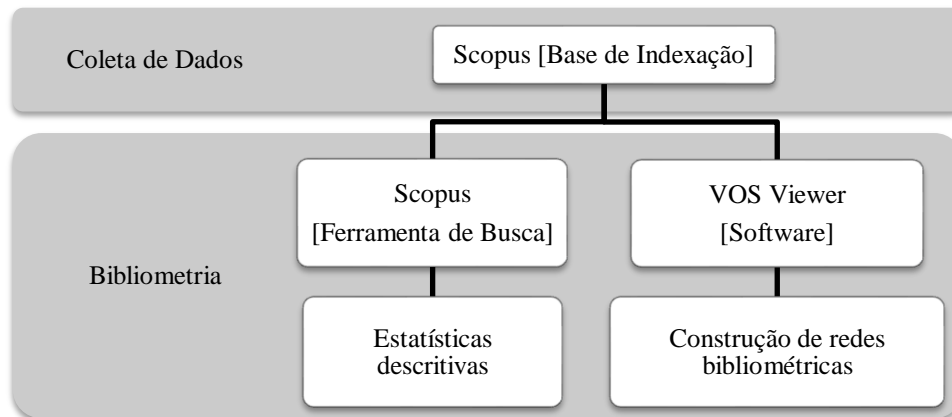 Coleta de Dados
Scopus [Base de Indexação]
Bibliometria
Scopus
[Ferramenta de Busca]
VOS Viewer
[Software]
Estatísticas
descritivas
Construção de redes
bibliométricas